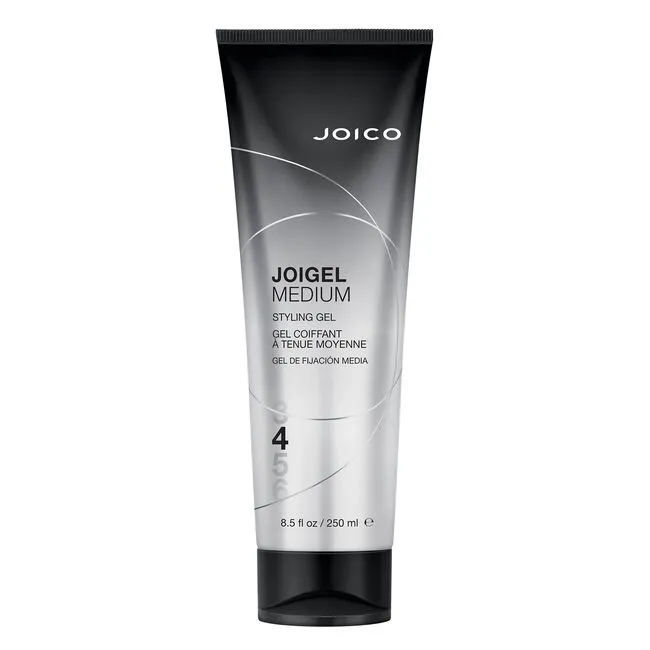 JOICO
JOIGEL
MEDIUM
STYLING GEL
GEL COIFFANT
À TENUE MOYENNE
GEL DE FIJACIÓN MEDIA
4
8.5 fl oz / 250 ml ℮